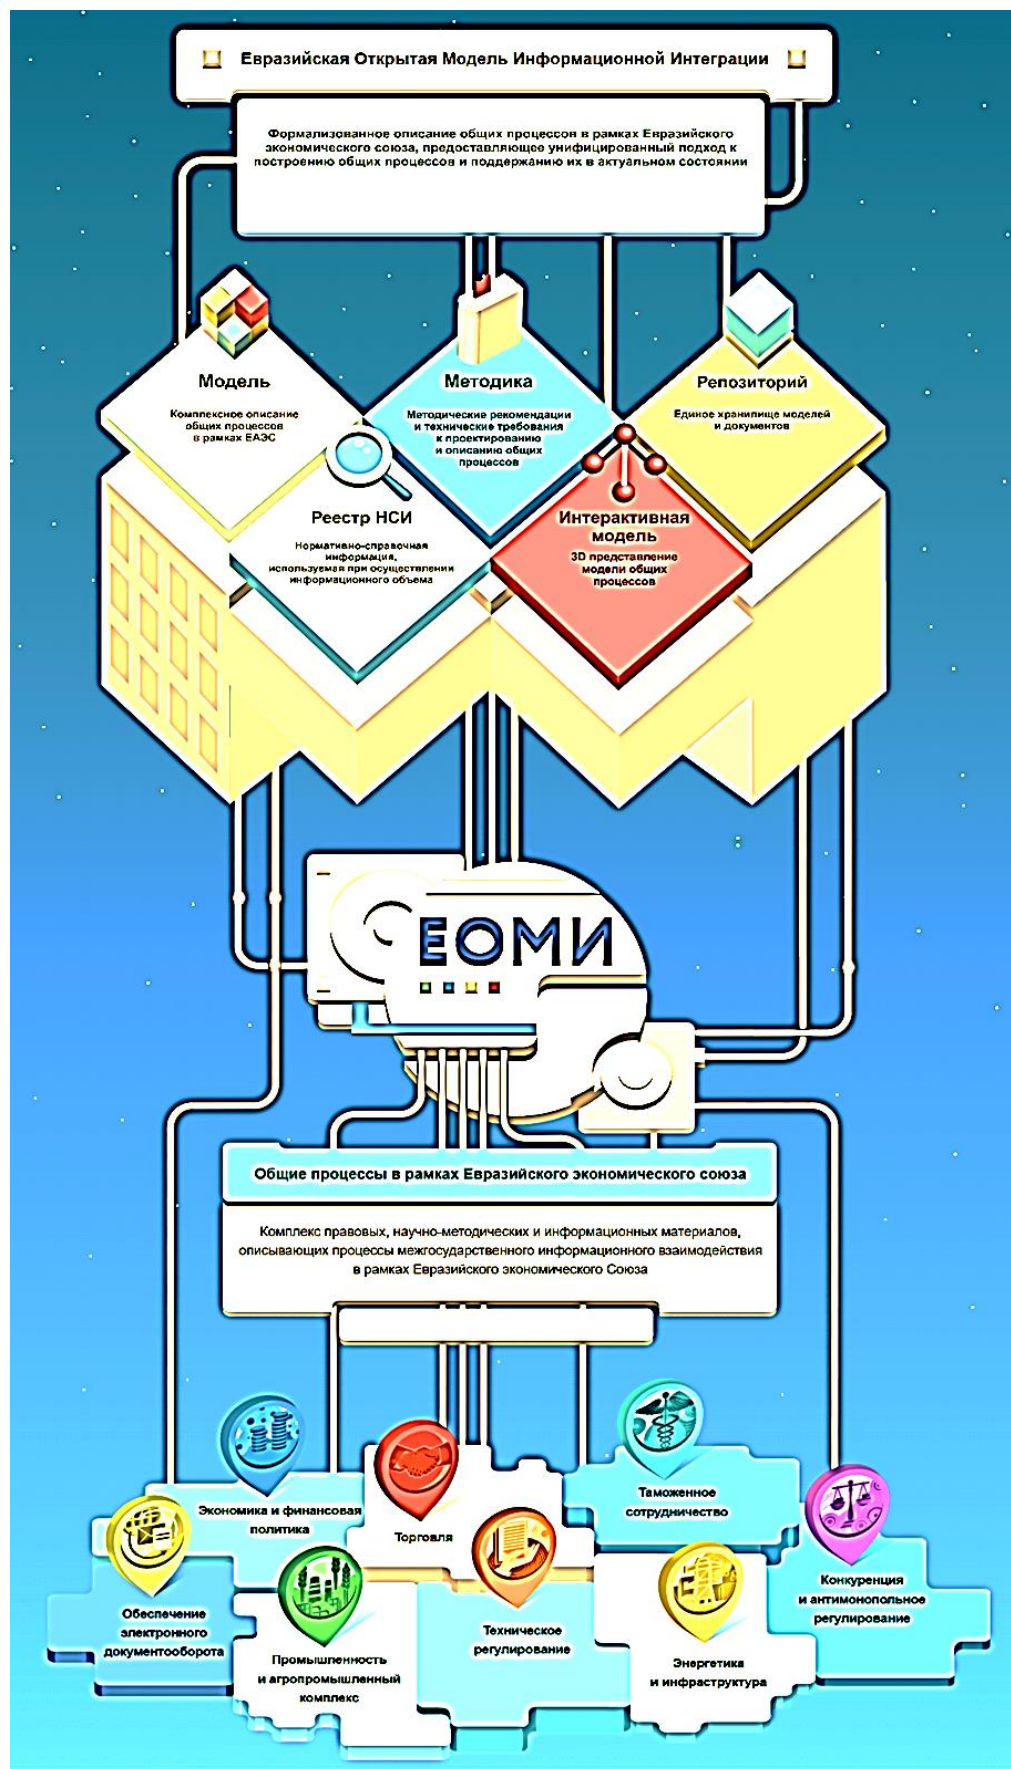 Евразийская Открытая Модель Информационной Интеграции
Формализованное описание общих процессов в рамках Евразийского
экономического союза, предоставляющее унифицированный подход к
построению общих процессов и поддержанию их в актуальном состоянии
Модель
Комплексное описание
общих процессов
в рамках ЕАЭС
Методика
Методические рекомендации
и технические требования
к проектированию
и описанию общих
процессов
Репозиторий
Единое хранилище моделей
и документов
Реестр НСИ
Нормативно-справочная
информация,
используемая при осуществлении
информационного объема
Интерактивная
модель
3D представление
модели общих
процессов
ЕОМИ
Общие процессы в рамках Евразийского экономического союза
Комплекс правовых, научно-методических и информационных материалов,
описывающих процессы межгосударственного информационного взаимодействия
в рамках Евразийского экономического Союза
Экономика и финансовая
политика
Торговля
Таможенное
сотрудничество
Обеспечение
электронного
документооборота
Промышленность
и агропромышленный
комплекс
Техническое
регулирование
Энергетика
и инфраструктура
Конкуренция
и антимонопольное
регулирование